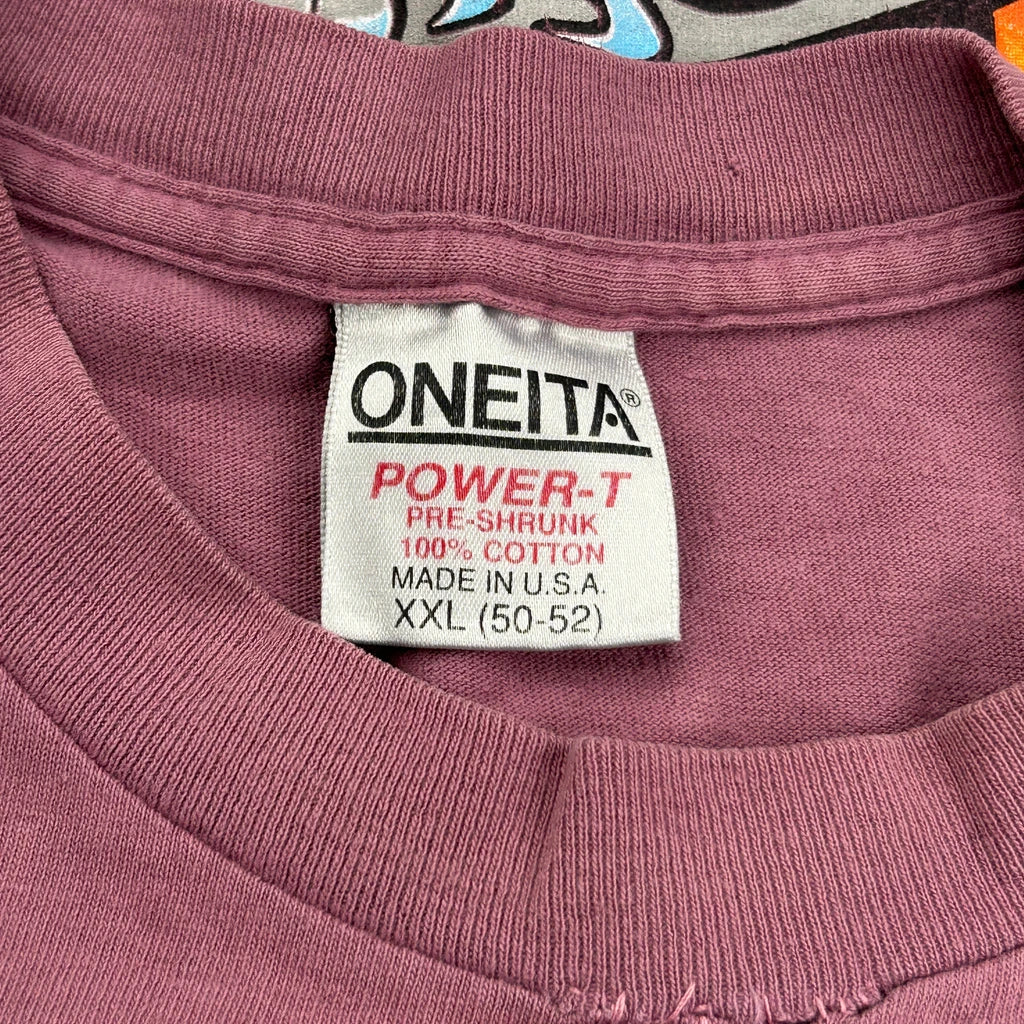 ONEITA®
POWER-T
PRE-SHRUNK
100% COTTON
MADE IN U.S.A.
XXL (50-52)